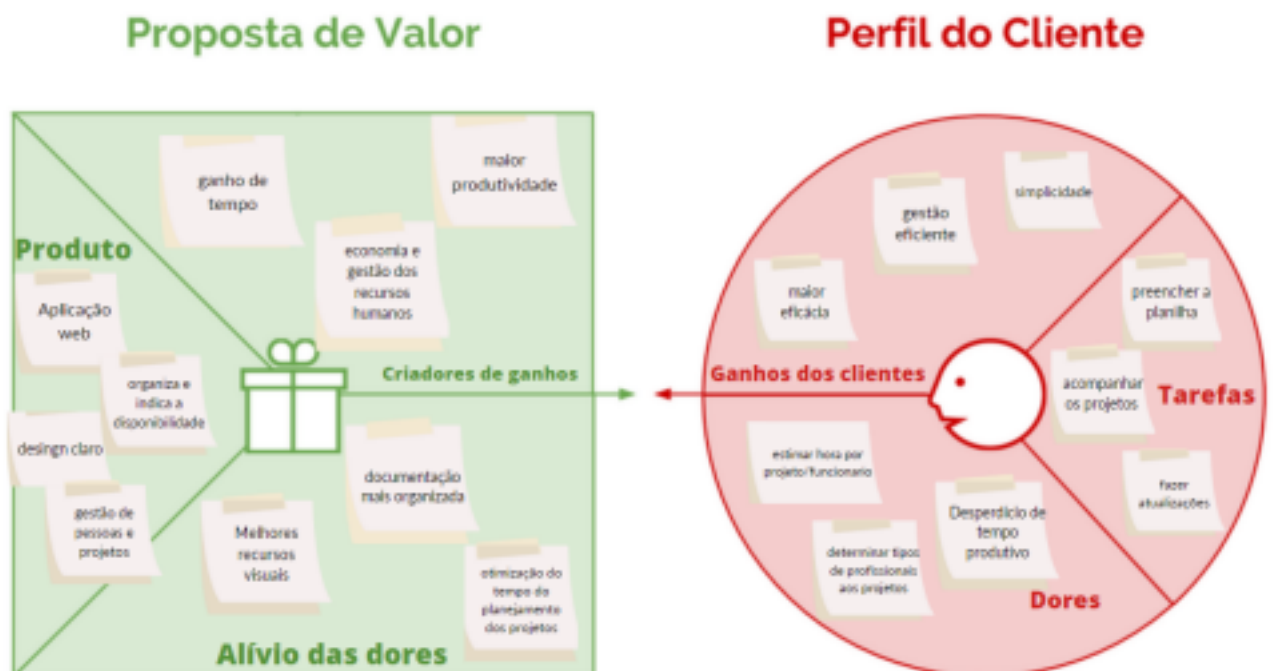 Proposta de Valor
Perfil do Cliente
ganho de
tempo
maior
produtividade
economia e
gestão dos
recursos
humanos
Produto
Aplicação
web
organiza e
indica a
disponibilidade
desingn claro
gestão de
pessoas e
projetos
Criadores de ganhos
documentação
mais organizada
Melhores
recursos
visuais
otimização do
tempo do
planejamento
dos projetos
Alívio das dores
simplicidade
gestão
eficiente
maior
eficácia
Ganhos dos clientes
preencher a
planilha
acompanhar
os projetos
Tarefas
fazer
atualizações
estimar hora por
projeto/funcionario
Desperdício de
tempo
produtivo
determinar tipos
de profissionais
aos projetos
Dores